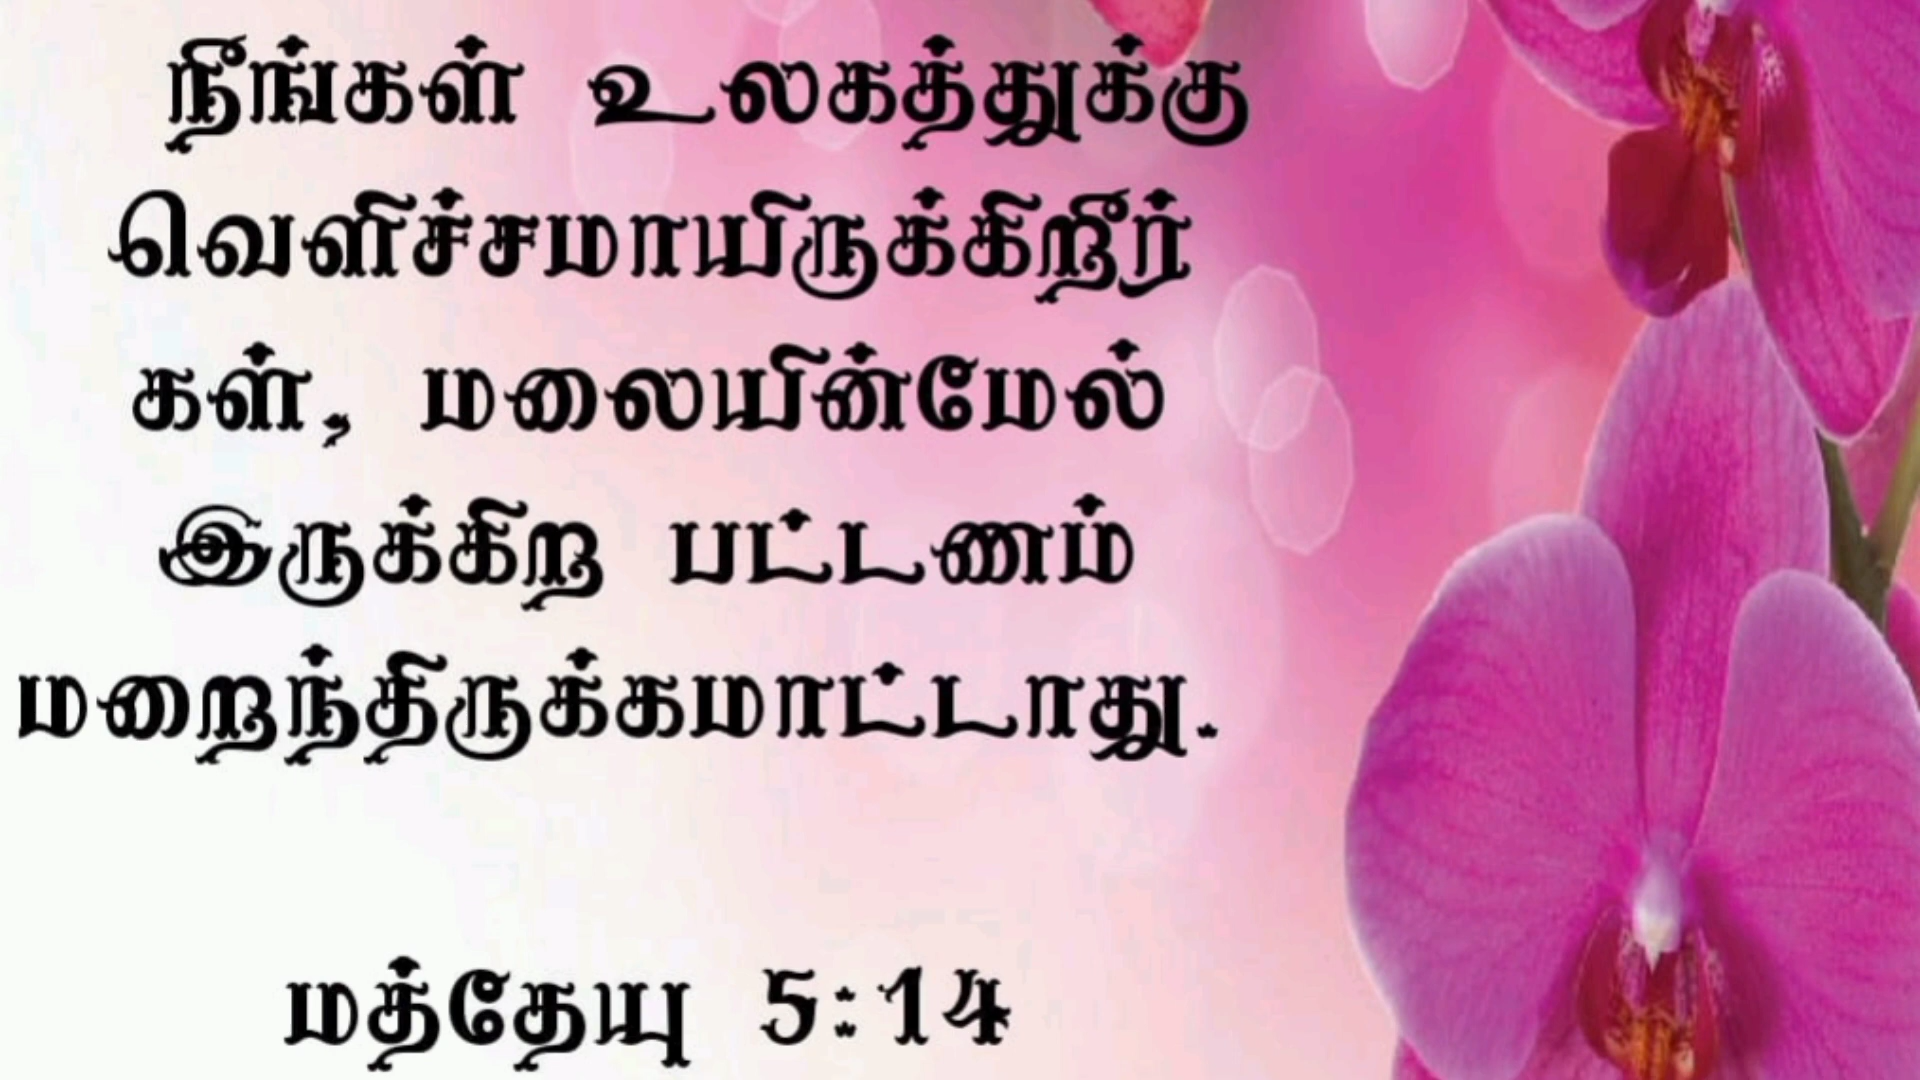 நீங்கள் உலகத்துக்கு
வெளிச்சமாயிருக்கிறீர்
கள், மலையின்மேல்
இருக்கிற பட்டணம்
மறைந்திருக்கமாட்டாது.
மத்தேயு 5:14